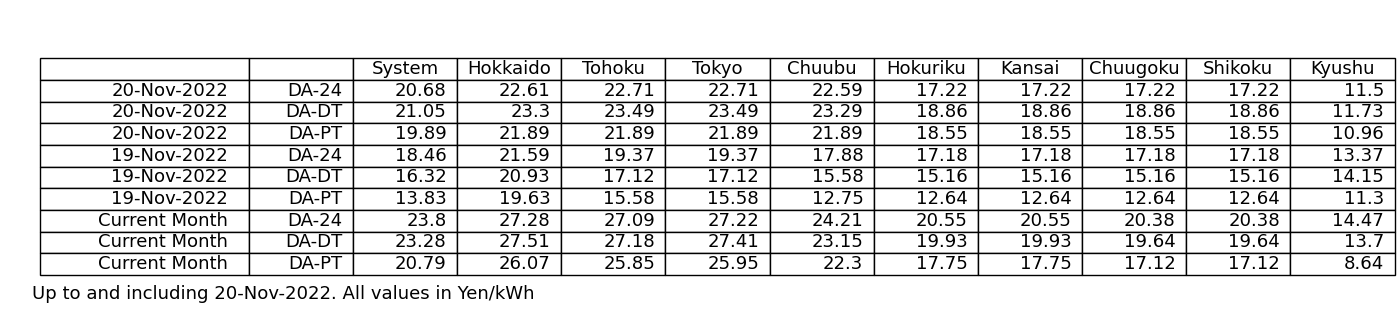 System Hokkaido Tohoku Tokyo Chuubu Hokuriku Kansai Chuugoku Shikoku Kyushu
20-Nov-2022 DA-24 20.68 22.61 22.71 22.71 22.59 17.22 17.22 17.22 17.22 11.5
20-Nov-2022 DA-DT 21.05 23.3 23.49 23.49 23.29 18.86 18.86 18.86 18.86 11.73
20-Nov-2022 DA-PT 19.89 21.89 21.89 21.89 21.89 18.55 18.55 18.55 18.55 10.96
19-Nov-2022 DA-24 18.46 21.59 19.37 19.37 17.88 17.18 17.18 17.18 17.18 13.37
19-Nov-2022 DA-DT 16.32 20.93 17.12 17.12 15.58 15.16 15.16 15.16 15.16 14.15
19-Nov-2022 DA-PT 13.83 19.63 15.58 15.58 12.75 12.64 12.64 12.64 12.64 11.3
Current Month DA-24 23.8 27.28 27.09 27.22 24.21 20.55 20.55 20.38 20.38 14.47
Current Month DA-DT 23.28 27.51 27.18 27.41 23.15 19.93 19.93 19.64 19.64 13.7
Current Month DA-PT 20.79 26.07 25.85 25.95 22.3 17.75 17.75 17.12 17.12 8.64
Up to and including 20-Nov-2022. All values in Yen/kWh